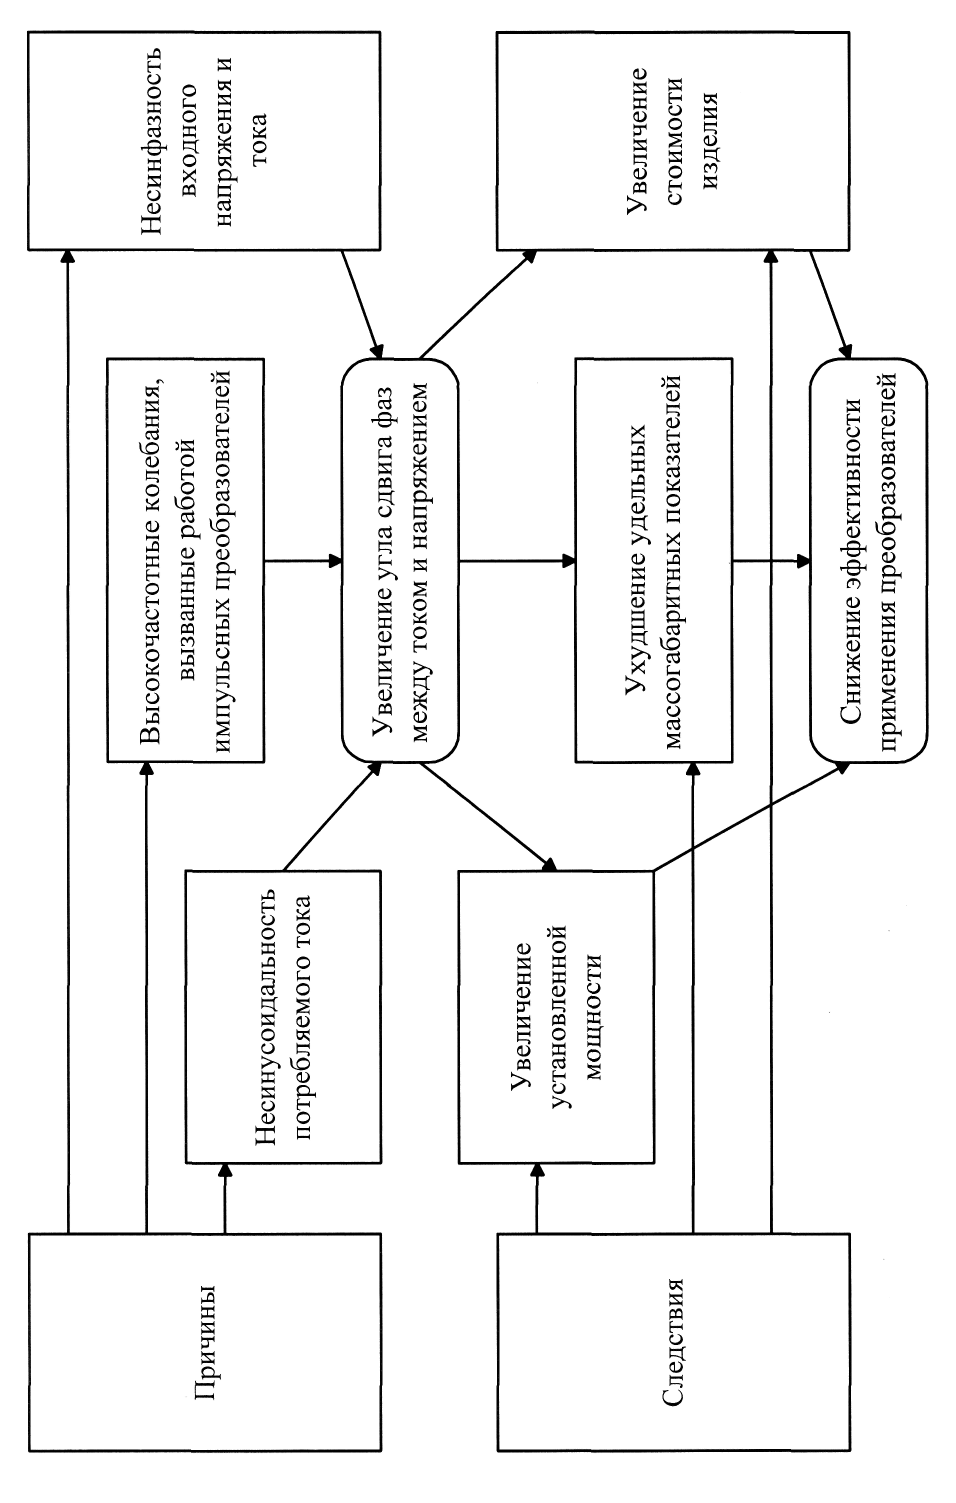 Причины
Несинусоидальность
потребляемого тока
Высокочастотные колебания,
вызванные работой
импульсных преобразователей
Несинфазность
входного
напряжения и
тока
Увеличение угла сдвига фаз
между током и напряжением
Следствия
Увеличение
установленной
мощности
Ухудшение удельных
массогабаритных показателей
Увеличение
стоимости
изделия
Снижение эффективности
применения преобразователей